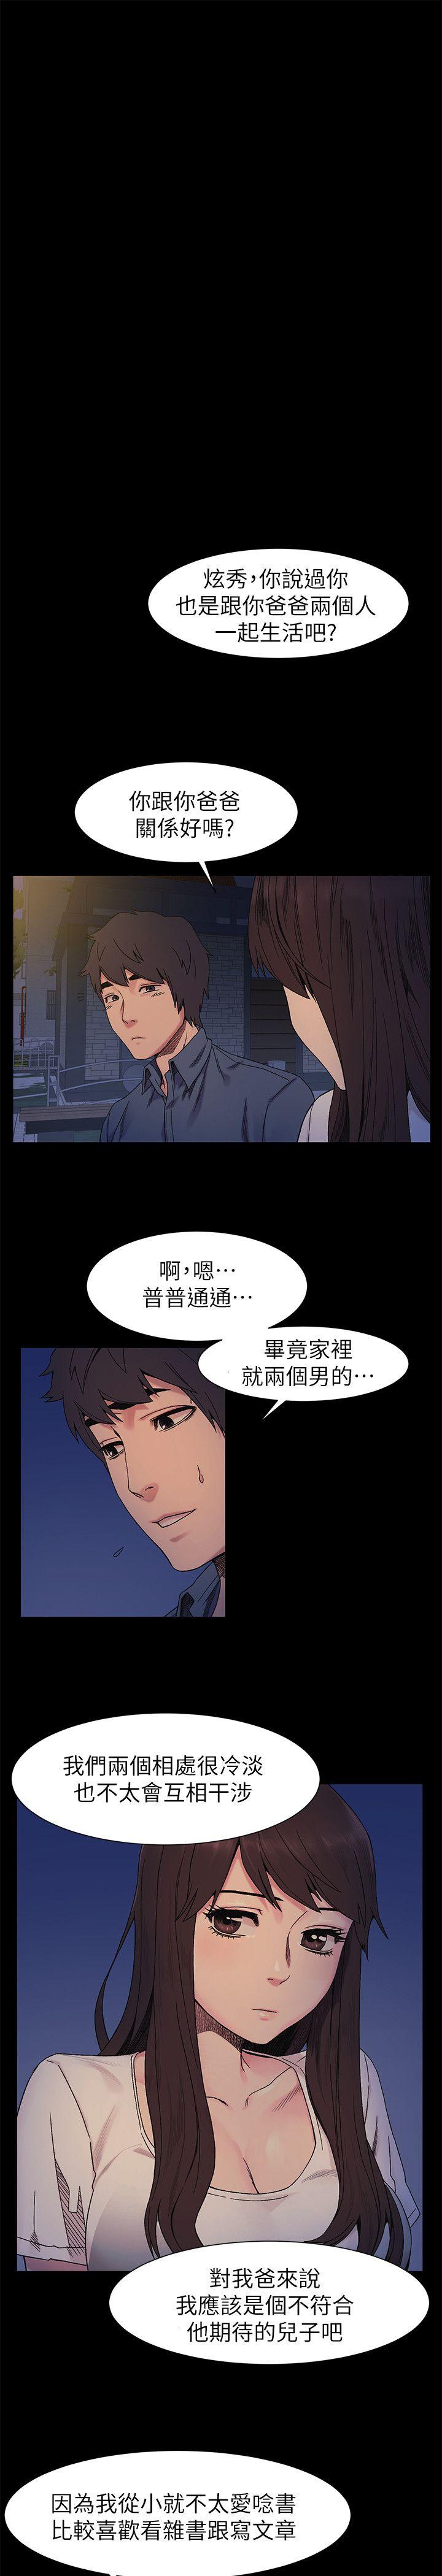 炫秀，你說過你
也是跟你爸爸兩個人
一起生活吧？
你跟你爸爸
關係好嗎？
啊，嗯…
普普通通…
畢竟家裡
就兩個男的…
我們兩個相處很冷淡
也不太會互相干涉
對我爸來說
我應該是個不符合
他期待的兒子吧
因為我從小就不太愛唸書
比較喜歡看雜書跟寫文章